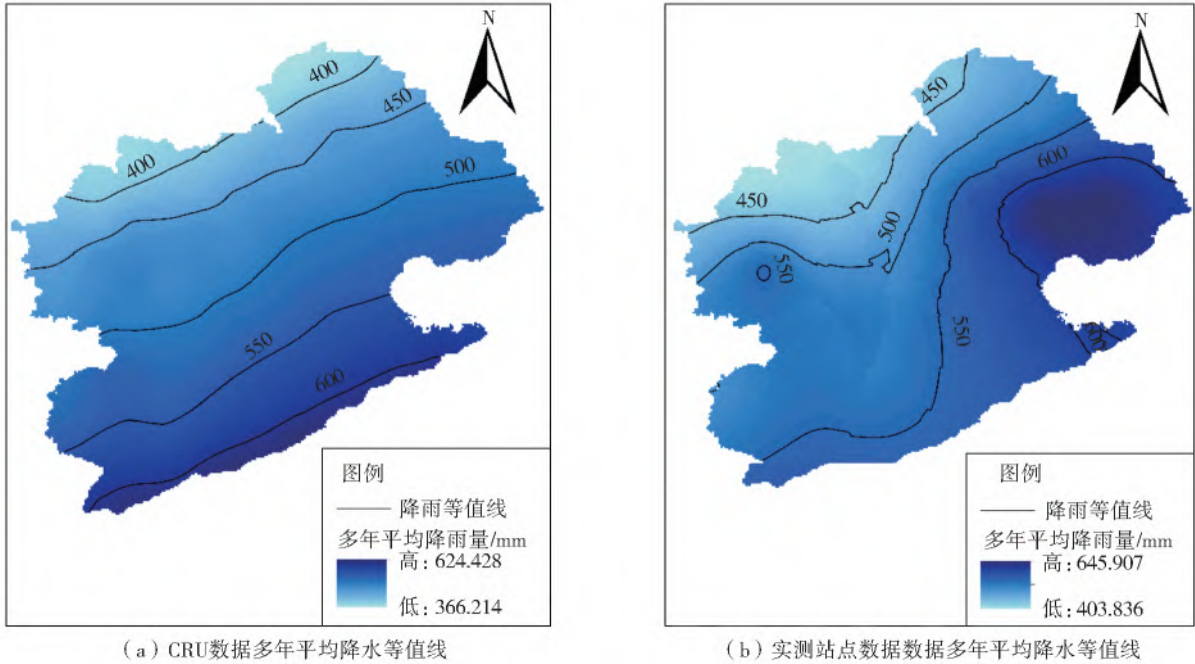 N
400
450
400
500
550
600
图例
降雨等值线
多年平均降雨量/mm
高: 624.428
低: 366.214
(a) CRU数据多年平均降水等值线
N
450
600
450
500
550
550
600
图例
降雨等值线
多年平均降雨量/mm
高: 645.907
低: 403.836
(b) 实测站点数据数据多年平均降水等值线